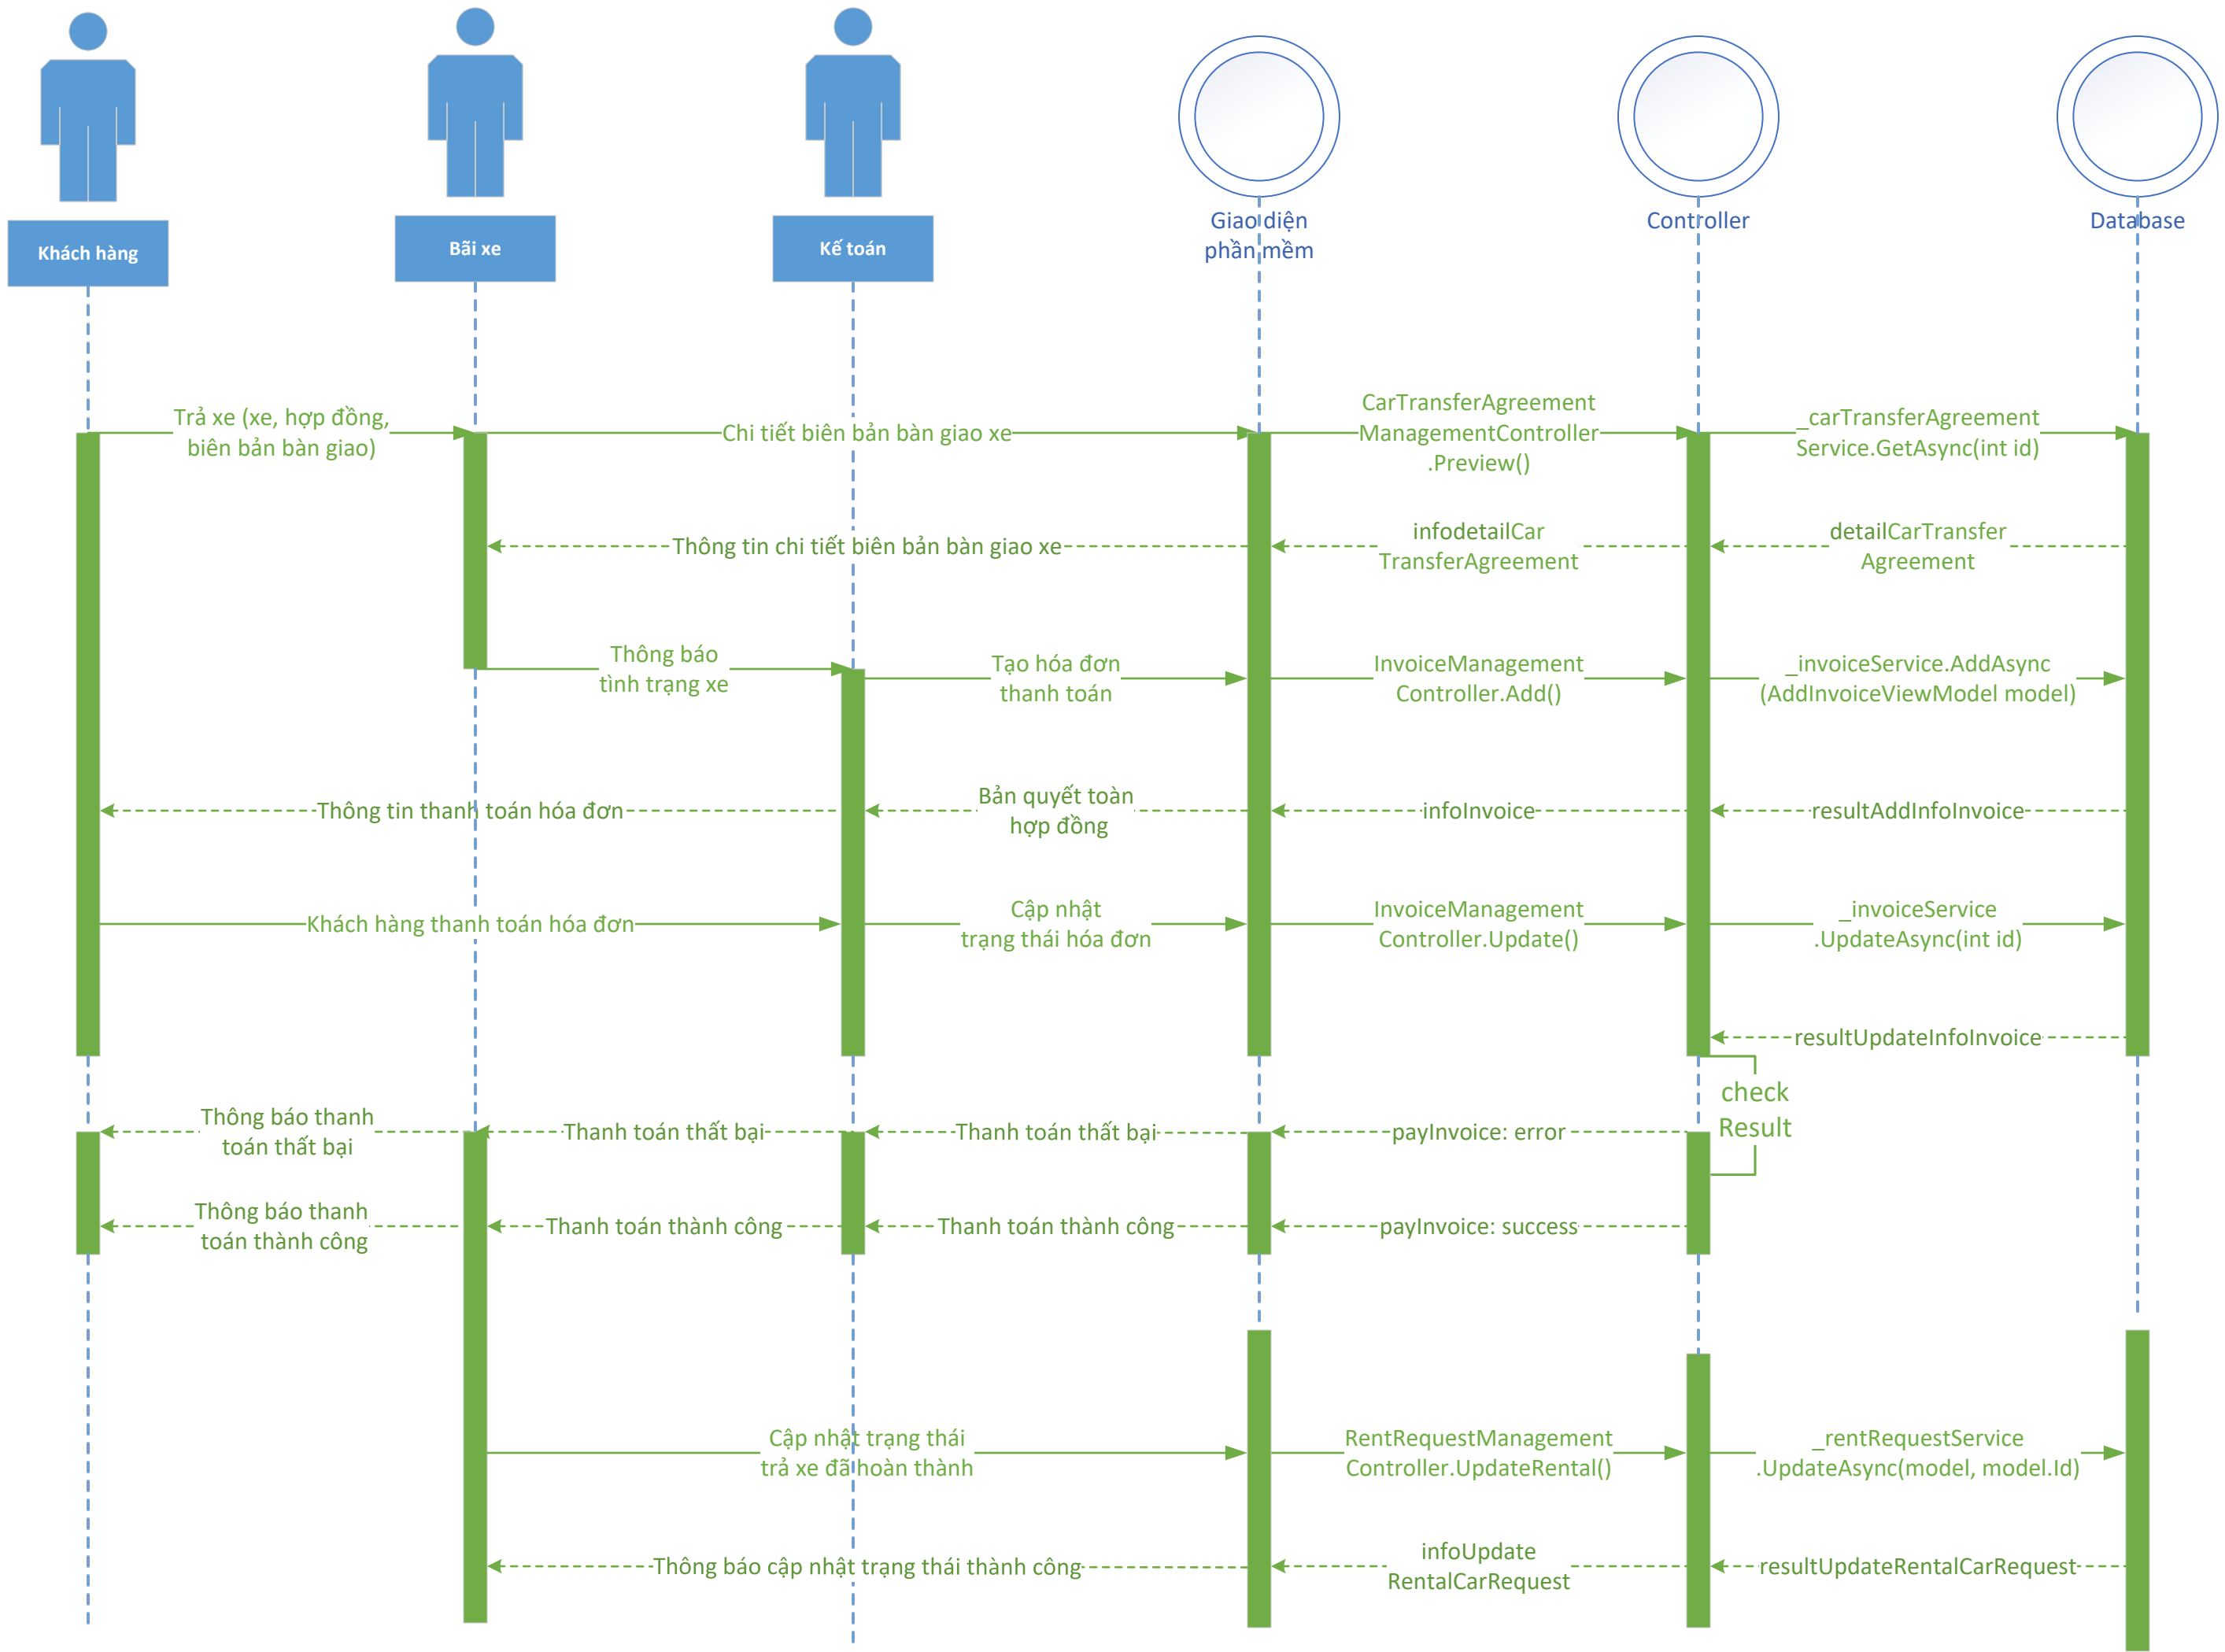 Khách hàng
Bãi xe
Kế toán
Giao diện
phần mềm
Controller
Database
Trả xe (xe, hợp đồng,
biên bản bàn giao)
Chi tiết biên bản bàn giao xe
CarTransferAgreement
ManagementController
.Preview()
_carTransferAgreement
Service.GetAsync(int id)
Thông tin chi tiết biên bản bàn giao xe
infodetailCar
TransferAgreement
detailCarTransfer
Agreement
Thông báo
tình trạng xe
Tạo hóa đơn
thanh toán
InvoiceManagement
Controller.Add()
_invoiceService.AddAsync
(AddInvoiceViewModel model)
Thông tin thanh toán hóa đơn
Bản quyết toàn
hợp đồng
infoInvoice
resultAddInfoInvoice
Khách hàng thanh toán hóa đơn
Cập nhật
trạng thái hóa đơn
InvoiceManagement
Controller.Update()
_invoiceService
.UpdateAsync(int id)
resultUpdateInfoInvoice
check
Result
Thông báo thanh
toán thất bại
Thanh toán thất bại
Thanh toán thất bại
payInvoice: error
Thông báo thanh
toán thành công
Thanh toán thành công
Thanh toán thành công
payInvoice: success
Cập nhật trạng thái
trả xe đã hoàn thành
RentRequestManagement
Controller.UpdateRental()
_rentRequestService
.UpdateAsync(model, model.Id)
Thông báo cập nhật trạng thái thành công
infoUpdate
RentalCarRequest
resultUpdateRentalCarRequest